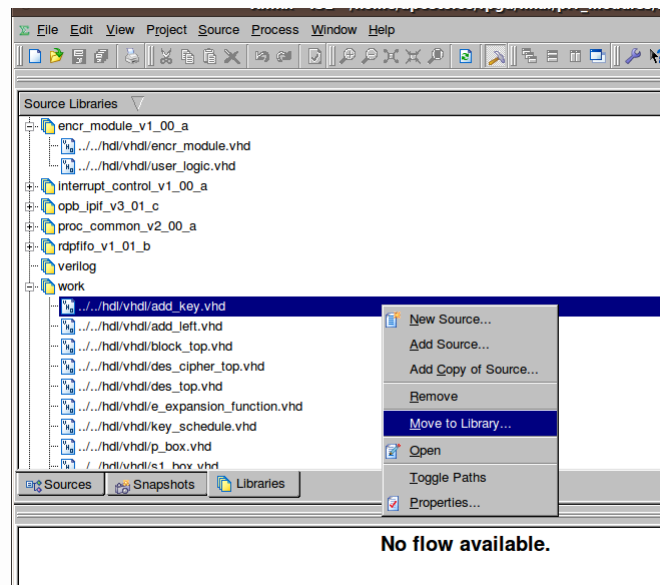 File Edit View Project Source Process Window Help
Source Libraries
encr_module_v1_00_a
../../hdl/vhdl/encr_module.vhd
../../hdl/vhdl/user_logic.vhd
interrupt_control_v1_00_a
opb_ipif_v3_01_c
proc_common_v2_00_a
rdpfifo_v1_01_b
verilog
work
../../hdl/vhdl/add_key.vhd
../../hdl/vhdl/add_left.vhd
../../hdl/vhdl/block_top.vhd
../../hdl/vhdl/des_cipher_top.vhd
../../hdl/vhdl/des_top.vhd
../../hdl/vhdl/e_expansion_function.vhd
../../hdl/vhdl/key_schedule.vhd
../../hdl/vhdl/p_box.vhd
../../hdl/vhdl/s1_box.vhd
New Source...
Add Source...
Add Copy of Source...
Remove
Move to Library...
Open
Toggle Paths
Properties...
Sources Snapshots Libraries
No flow available.